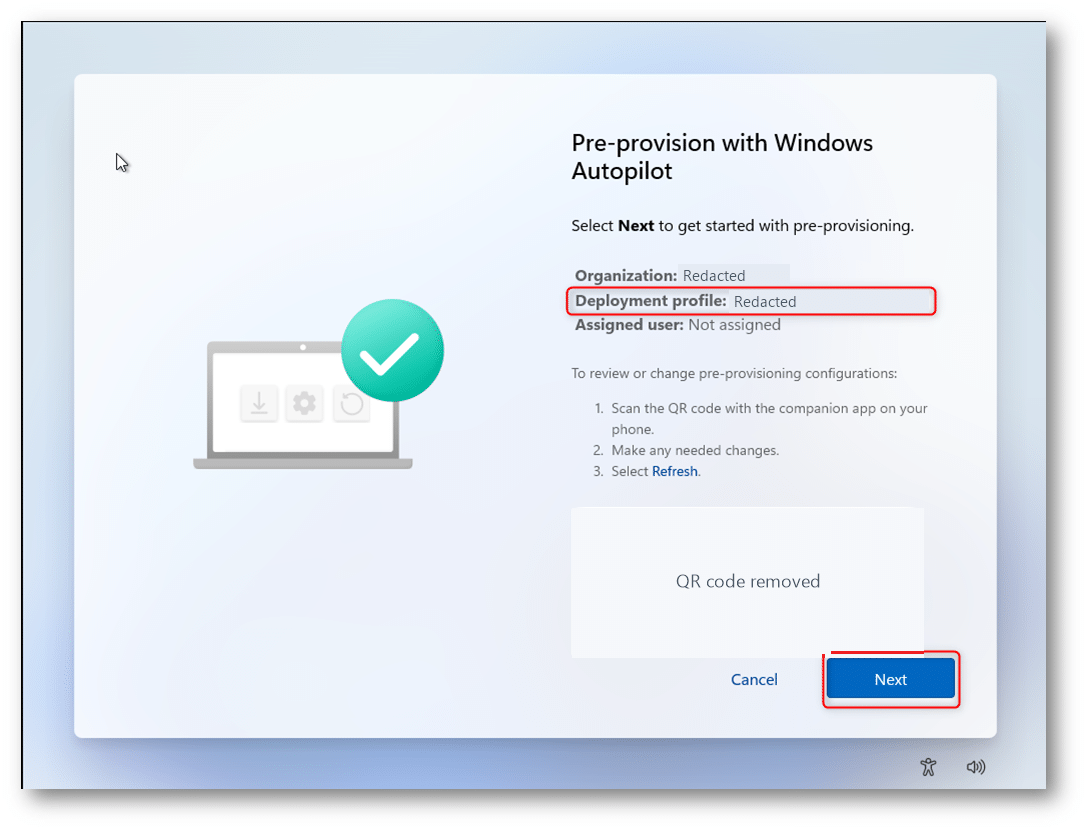 Pre-provision with Windows
Autopilot
Select Next to get started with pre-provisioning.
Organization: Redacted
Deployment profile: Redacted
Assigned user: Not assigned
To review or change pre-provisioning configurations:
1. Scan the QR code with the companion app on your
phone.
2. Make any needed changes.
3. Select Refresh.
QR code removed
Cancel
Next